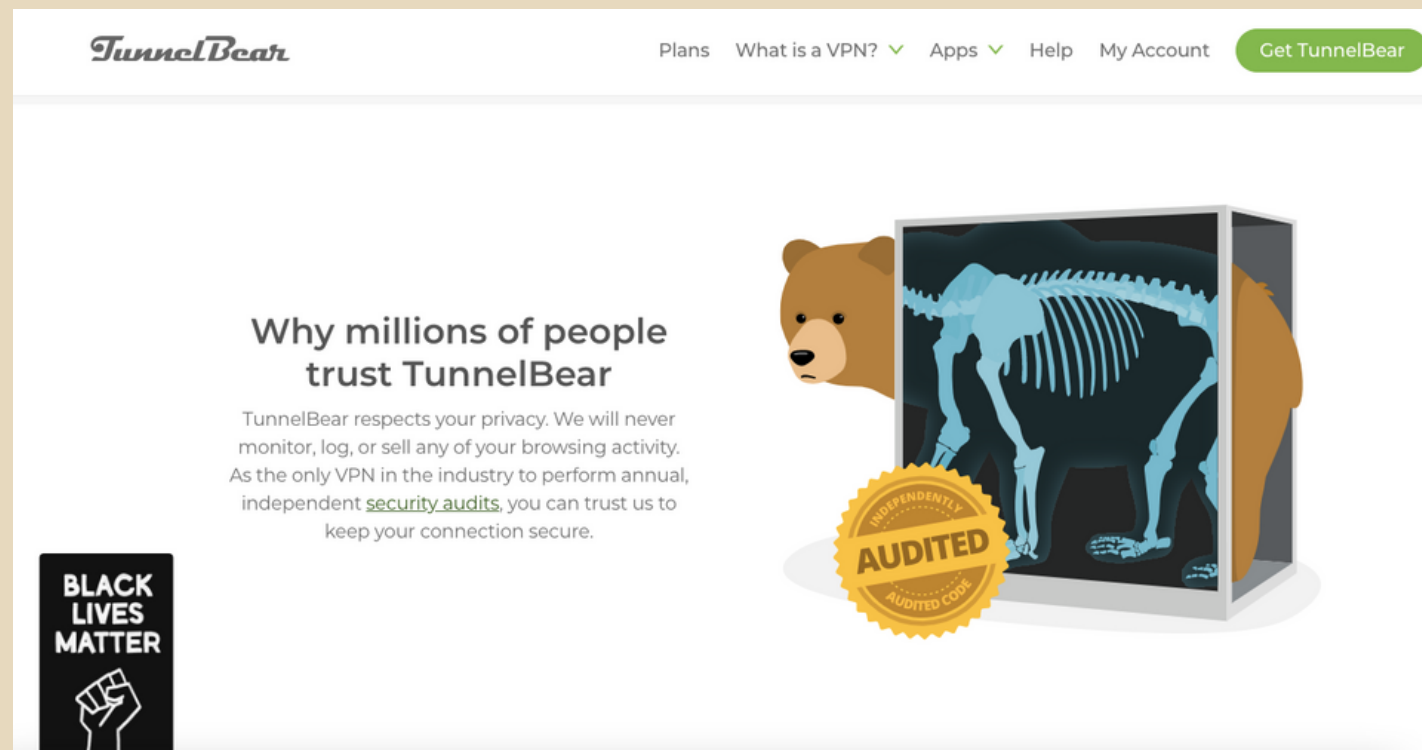 TunnelBear
Plans What is a VPN? Apps Help My Account Get TunnelBear
Why millions of people
trust TunnelBear
TunnelBear respects your privacy. We will never
monitor, log, or sell any of your browsing activity.
As the only VPN in the industry to perform annual,
independent security audits, you can trust us to
keep your connection secure.
INDEPENDENTLY
AUDITED
AUDITED CODE
BLACK
LIVES
MATTER